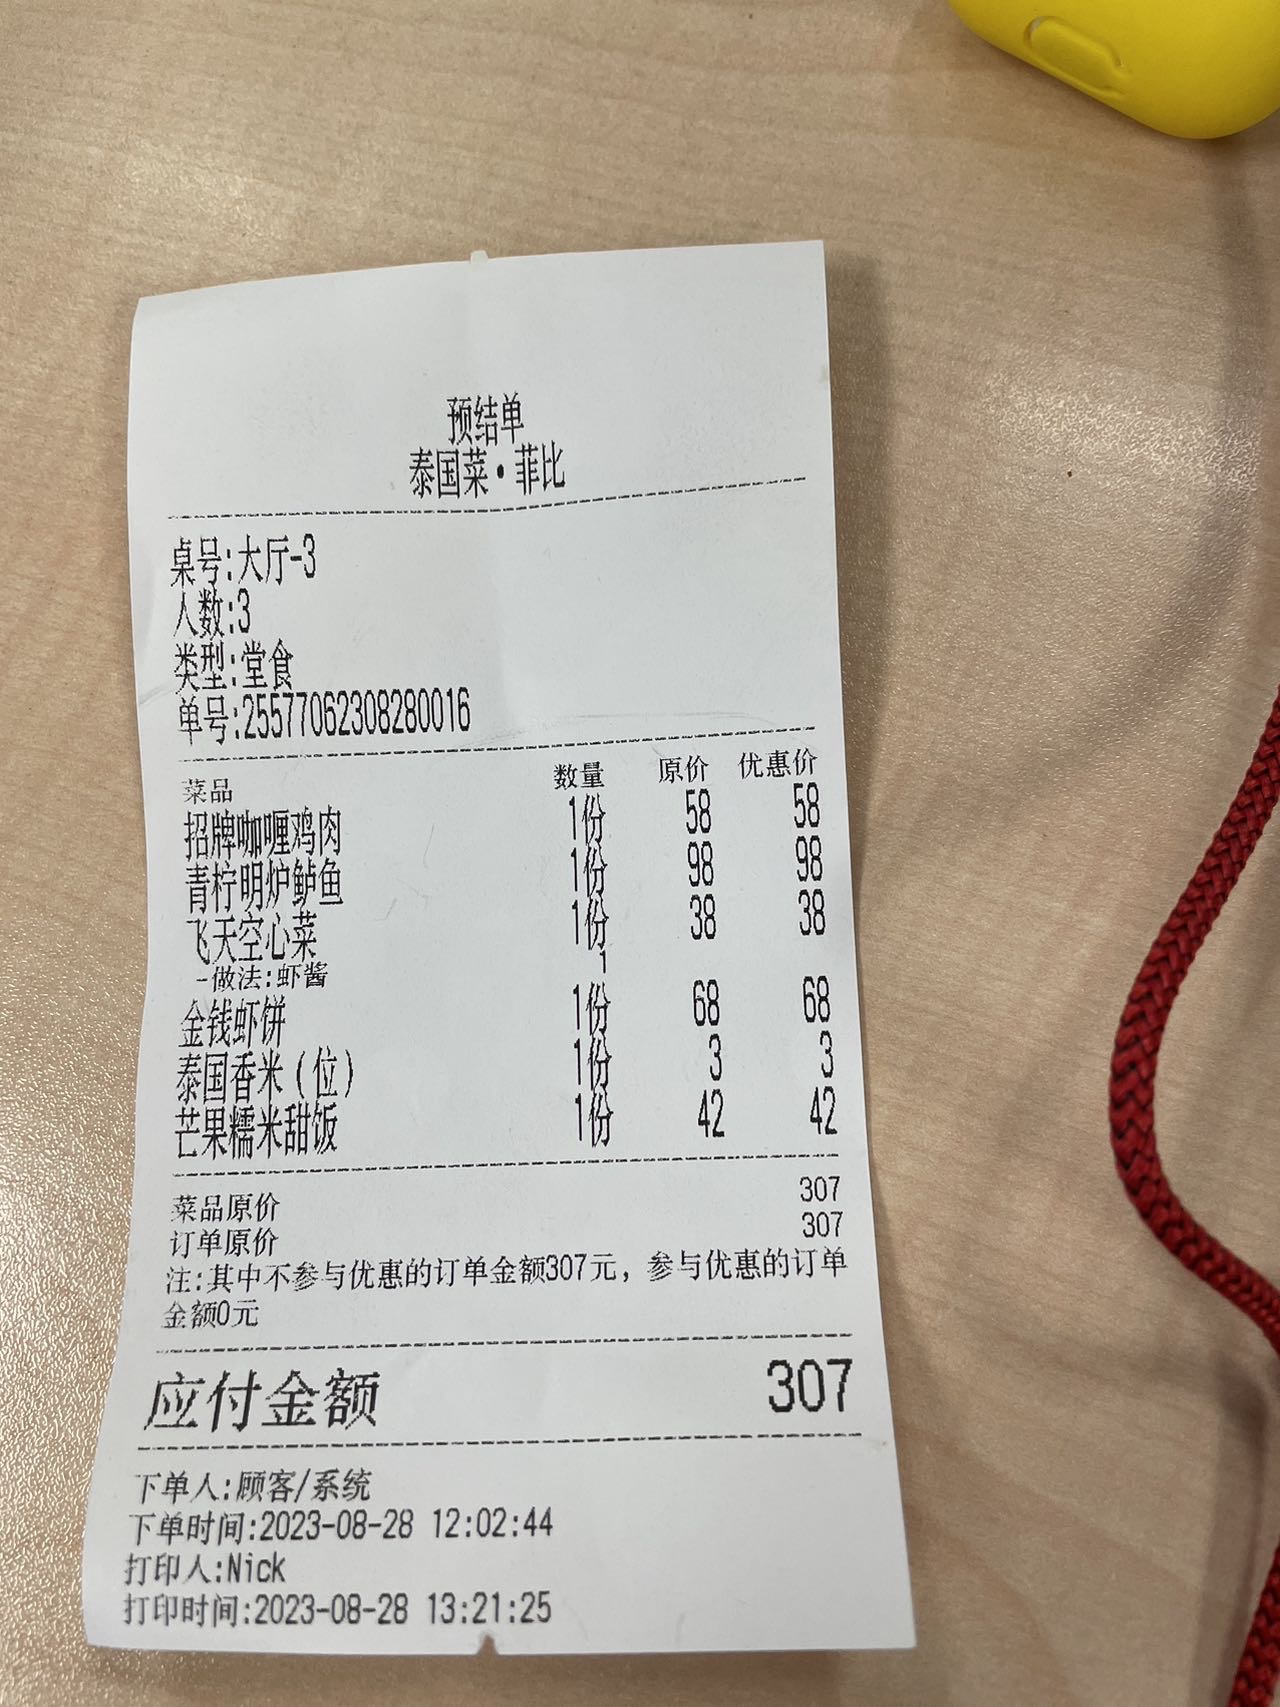 预结单
泰国菜·菲比
桌号:大厅-3
人数:3
类型:堂食
单号:25577062308280016
菜品 数量 原价 优惠价
招牌咖喱鸡肉 1份 58 58
青柠明炉鲈鱼 1份 98 98
飞天空心菜 1份 38 38
-做法:虾酱 1
金钱虾饼 1份 68 68
泰国香米(位) 1份 3 3
芒果糯米甜饭 1份 42 42
菜品原价 307
订单原价 307
注:其中不参与优惠的订单金额307元，参与优惠的订单
金额0元
应付金额 307
下单人:顾客/系统
下单时间:2023-08-28 12:02:44
打印人:Nick
打印时间:2023-08-28 13:21:25